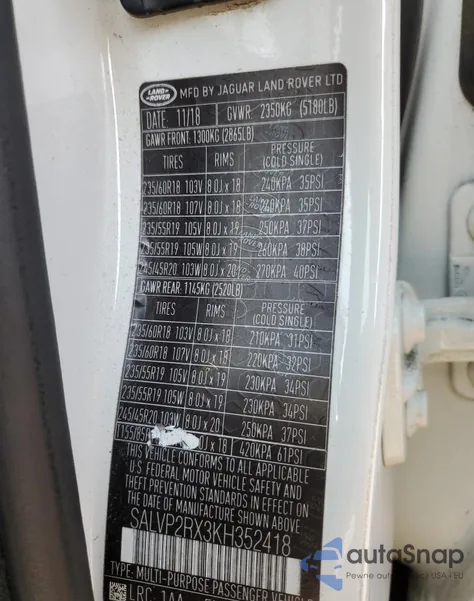 LAND ROVER MFD BY JAGUAR LAND ROVER LTD
DATE: 11/18 GVWR: 2350KG (5180LB)
GAWR FRONT: 1300KG (2865LB)
TIRES RIMS PRESSURE (COLD SINGLE)
235/60R18 103V 8.0J x 18 240KPA 35PSI
235/60R18 107V 8.0J x 18 240KPA 35PSI
235/55R19 105V 8.0J x 19 250KPA 37PSI
235/55R19 105W 8.0J x 19 260KPA 38PSI
245/45R20 103W 8.0J x 20 270KPA 40PSI
GAWR REAR: 1145KG (2520LB)
TIRES RIMS PRESSURE (COLD SINGLE)
235/60R18 103V 8.0J x 18 210KPA 31PSI
235/60R18 107V 8.0J x 18 220KPA 32PSI
235/55R19 105V 8.0J x 19 230KPA 34PSI
235/55R19 105W 8.0J x 19 230KPA 34PSI
245/45R20 103W 8.0J x 20 250KPA 37PSI
x 18 420KPA 61PSI
THIS VEHICLE CONFORMS TO ALL APPLICABLE
U.S. FEDERAL MOTOR VEHICLE SAFETY AND
THEFT PREVENTION STANDARDS IN EFFECT ON
THE DATE OF MANUFACTURE SHOWN ABOVE
SALVP2RX3KH352418
TYPE: MULTI-PURPOSE PASSENGER VEHICLE
LRC: 1AA
autoSnap
Pewne auto z USA i EU